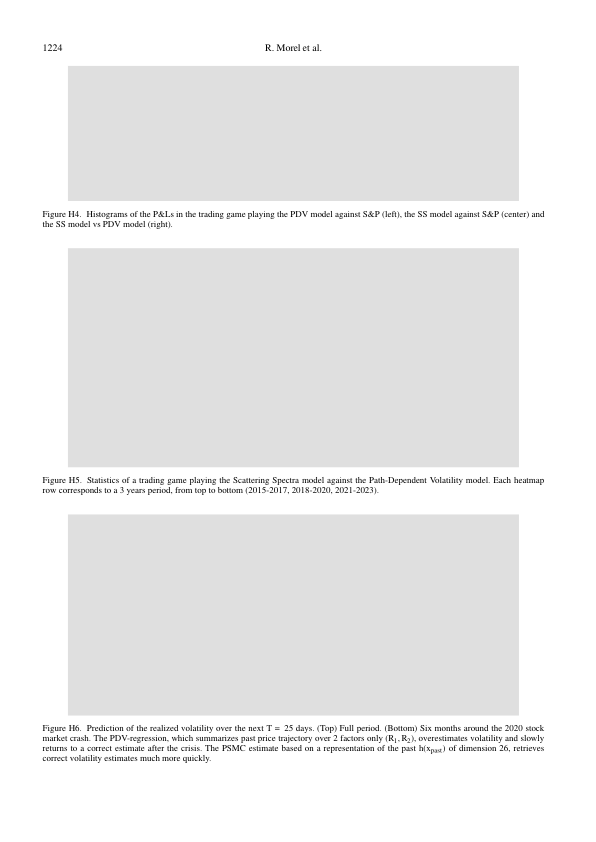 1224
R. Morel et al.
Figure H4. Histograms of the P&Ls in the trading game playing the PDV model against S&P (left), the SS model against S&P (center) and
the SS model vs PDV model (right).
Figure H5. Statistics of a trading game playing the Scattering Spectra model against the Path-Dependent Volatility model. Each heatmap
row corresponds to a 3 years period, from top to bottom (2015-2017, 2018-2020, 2021-2023).
Figure H6. Prediction of the realized volatility over the next T = 25 days. (Top) Full period. (Bottom) Six months around the 2020 stock
market crash. The PDV-regression, which summarizes past price trajectory over 2 factors only (R₁, R₂), overestimates volatility and slowly
returns to a correct estimate after the crisis. The PSMC estimate based on a representation of the past h(x_past) of dimension 26, retrieves
correct volatility estimates much more quickly.